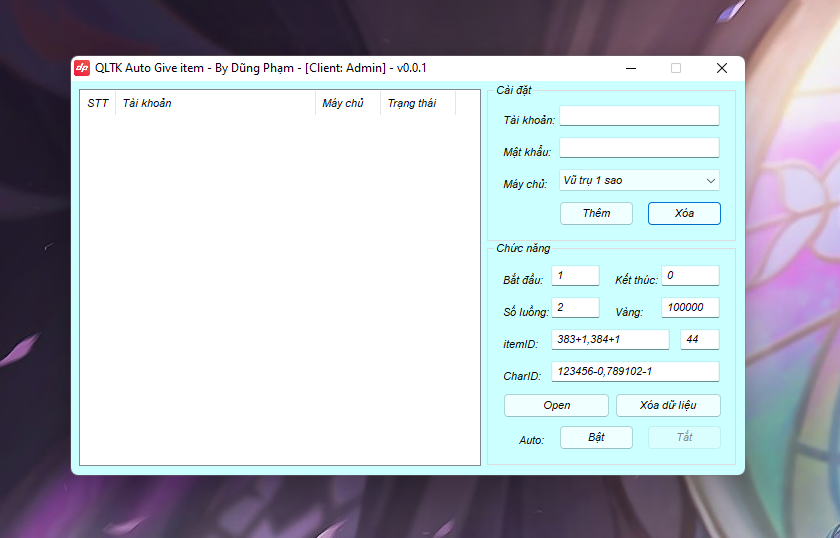 dp QLTK Auto Give item - By Dũng Phạm - [Client: Admin] - v0.0.1
STT Tài khoản Máy chủ Trạng thái
Cài đặt
Tài khoản:
Mật khẩu:
Máy chủ: Vũ trụ 1 sao
Thêm Xóa
Chức năng
Bắt đầu: 1 Kết thúc: 0
Số luồng: 2 Vàng: 100000
itemID: 383+1,384+1 44
CharID: 123456-0,789102-1
Open Xóa dữ liệu
Auto: Bật Tắt